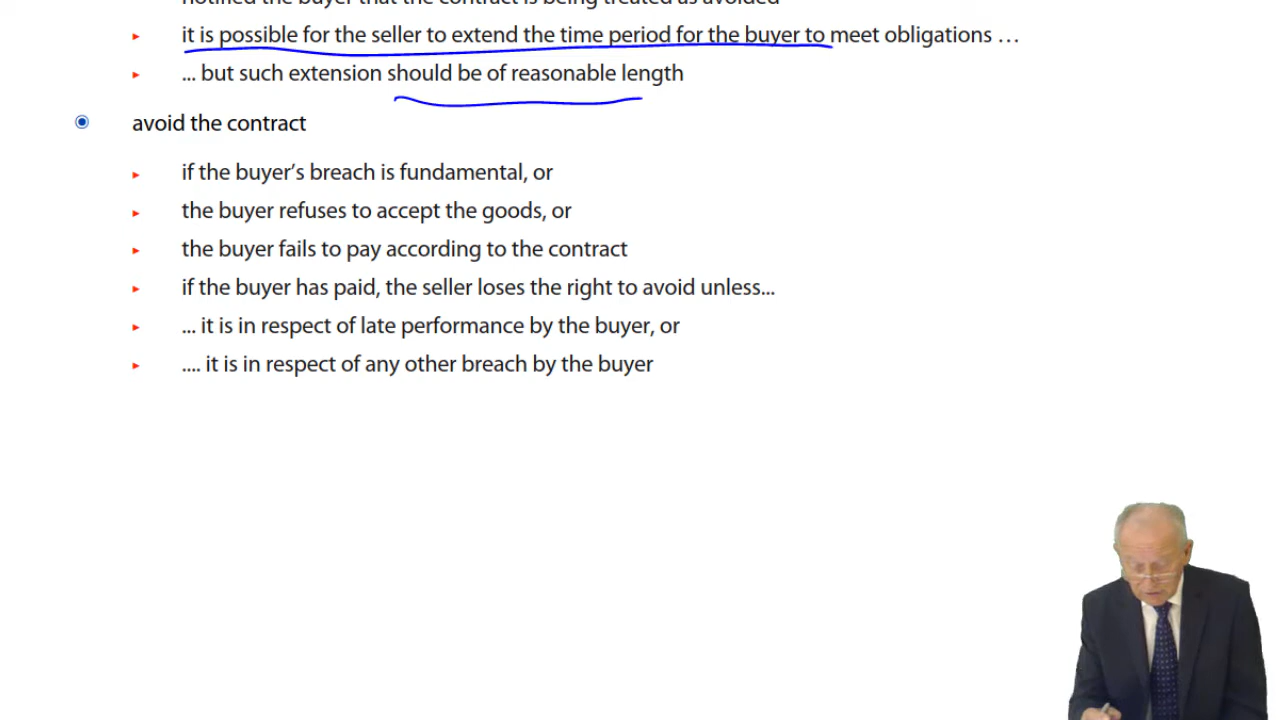 notified the buyer that the contract is being treated as avoided
it is possible for the seller to extend the time period for the buyer to meet obligations …
... but such extension should be of reasonable length
avoid the contract
if the buyer’s breach is fundamental, or
the buyer refuses to accept the goods, or
the buyer fails to pay according to the contract
if the buyer has paid, the seller loses the right to avoid unless...
... it is in respect of late performance by the buyer, or
.... it is in respect of any other breach by the buyer